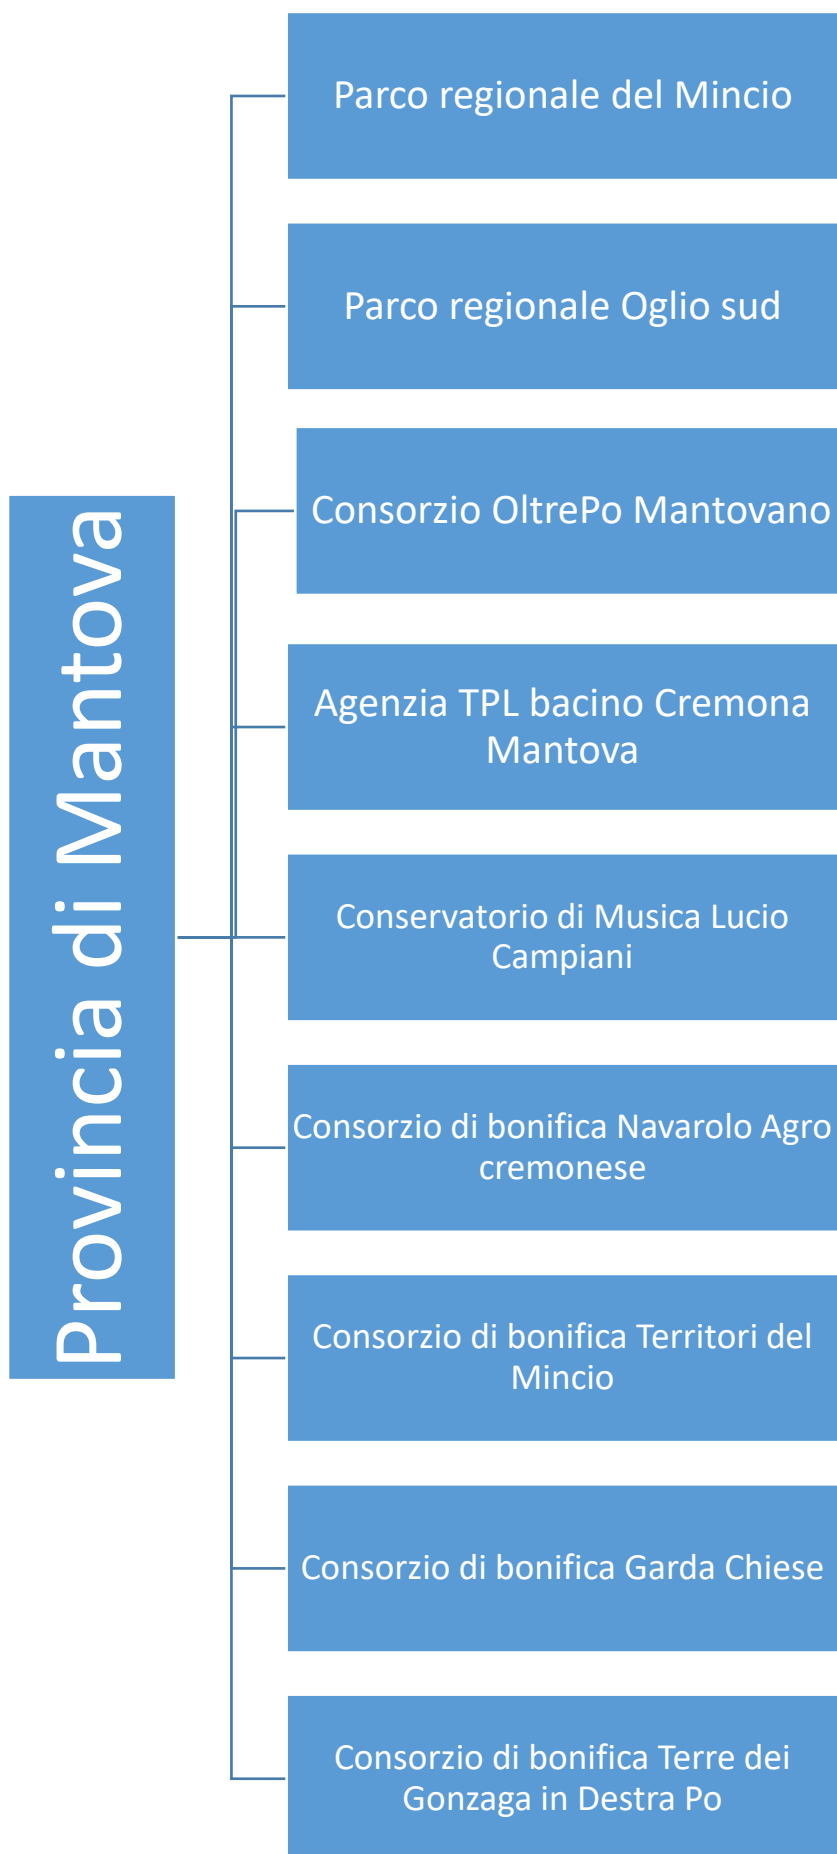 Provincia di Mantova
Parco regionale del Mincio
Parco regionale Oglio sud
Consorzio OltrePo Mantovano
Agenzia TPL bacino Cremona
Mantova
Conservatorio di Musica Lucio
Campiani
Consorzio di bonifica Navarolo Agro
cremonese
Consorzio di bonifica Territori del
Mincio
Consorzio di bonifica Garda Chiese
Consorzio di bonifica Terre dei
Gonzaga in Destra Po